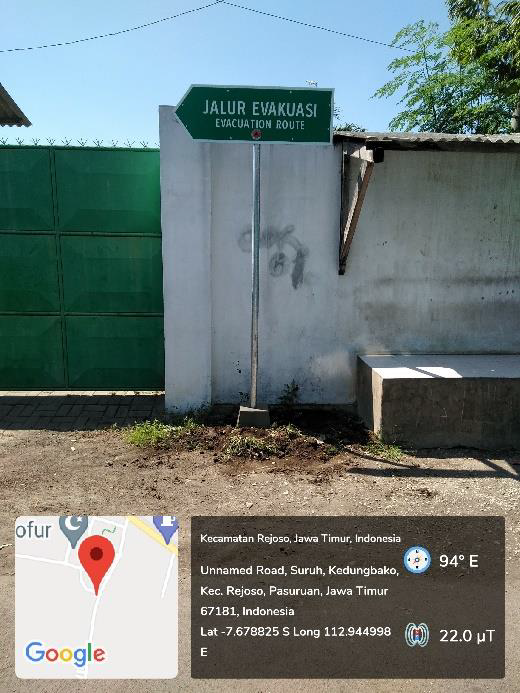 JALUR EVAKUASI
EVACUATION ROUTE
ofur
Google
Kecamatan Rejoso, Jawa Timur, Indonesia
Unnamed Road, Suruh, Kedungbako,
Kec. Rejoso, Pasuruan, Jawa Timur
67181, Indonesia
Lat -7.678825 S Long 112.944998
E
94° E
22.0 µT